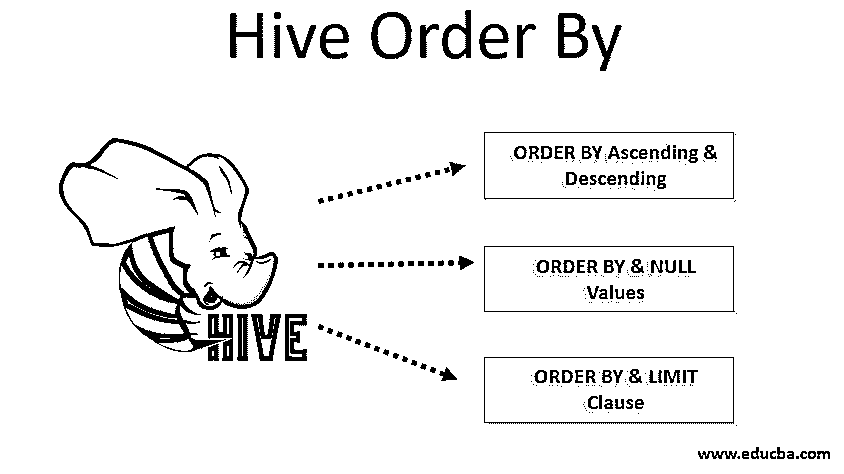 Hive Order By
ORDER BY Ascending &
Descending
ORDER BY & NULL
Values
HIVE
ORDER BY & LIMIT
Clause
www.educba.com